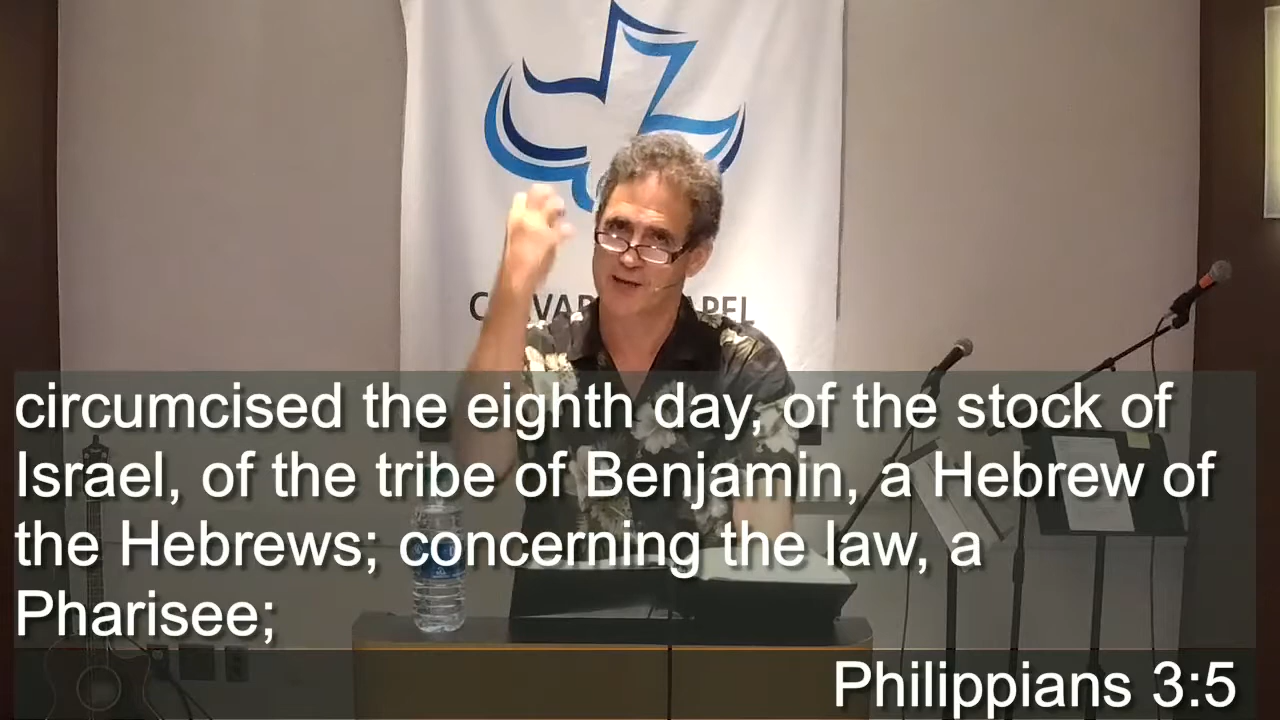 circumcised the eighth day, of the stock of
Israel, of the tribe of Benjamin, a Hebrew of
the Hebrews; concerning the law, a
Pharisee;
Philippians 3:5